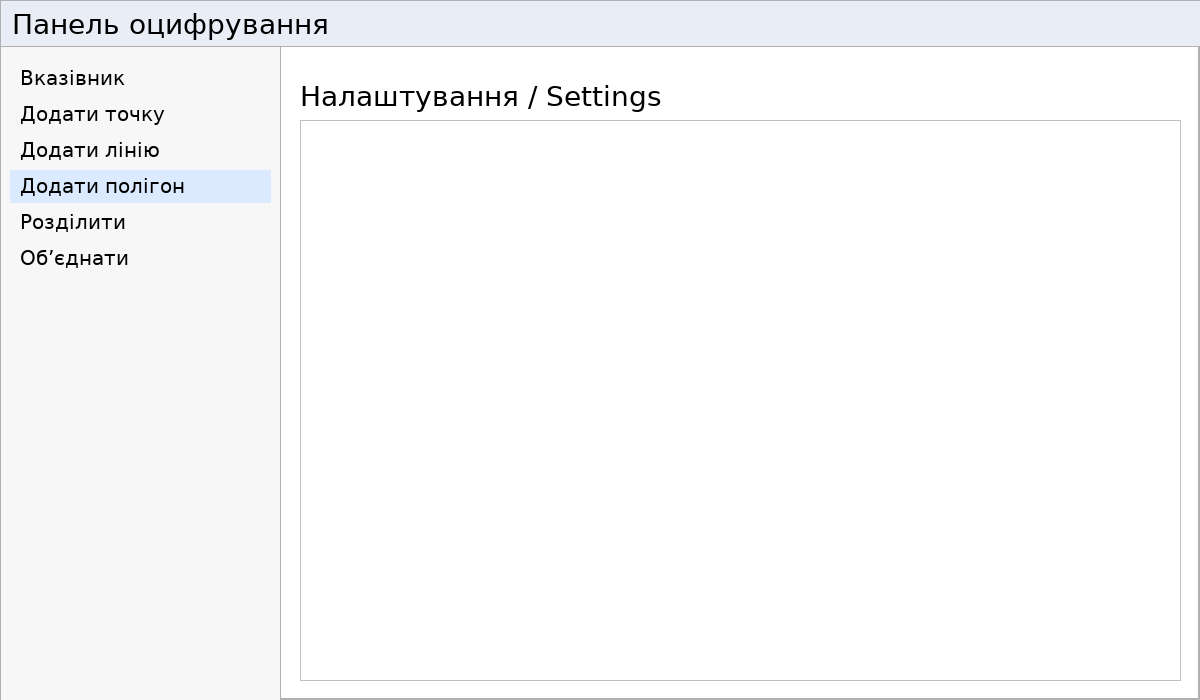 Панель оцифрування
Вказівник
Додати точку
Додати лінію
Додати полігон
Розділити
Об’єднати
Налаштування / Settings